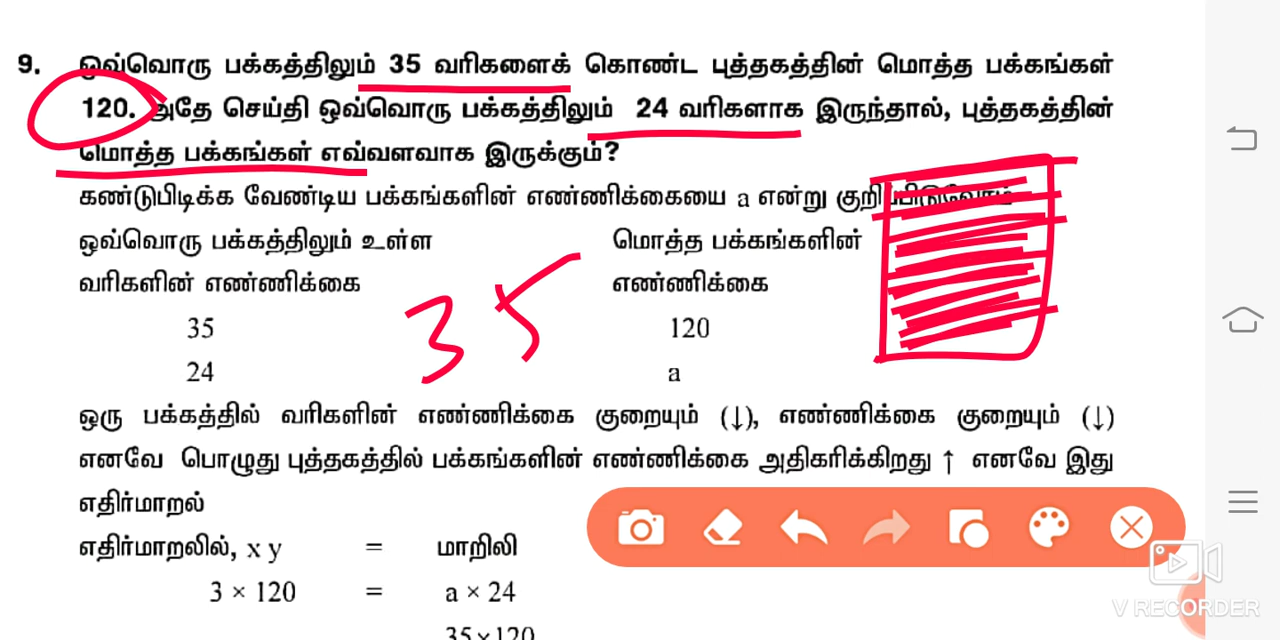 9. ஒவ்வொரு பக்கத்திலும் 35 வரிகளைக் கொண்ட புத்தகத்தின் மொத்த பக்கங்கள்
120. அதே செய்தி ஒவ்வொரு பக்கத்திலும் 24 வரிகளாக இருந்தால், புத்தகத்தின்
மொத்த பக்கங்கள் எவ்வளவாக இருக்கும்?
கண்டுபிடிக்க வேண்டிய பக்கங்களின் எண்ணிக்கையை a என்று குறிப்பிடுவோம்
ஒவ்வொரு பக்கத்திலும் உள்ள மொத்த பக்கங்களின்
வரிகளின் எண்ணிக்கை எண்ணிக்கை
35
35 120
24 a
ஒரு பக்கத்தில் வரிகளின் எண்ணிக்கை குறையும் (↓), எண்ணிக்கை குறையும் (↓)
எனவே பொழுது புத்தகத்தில் பக்கங்களின் எண்ணிக்கை அதிகரிக்கிறது ↑ எனவே இது
எதிர்மாறல்
எதிர்மாறலில், x y = மாறிலி
3 × 120 = a × 24
35 × 120
V RECORDER